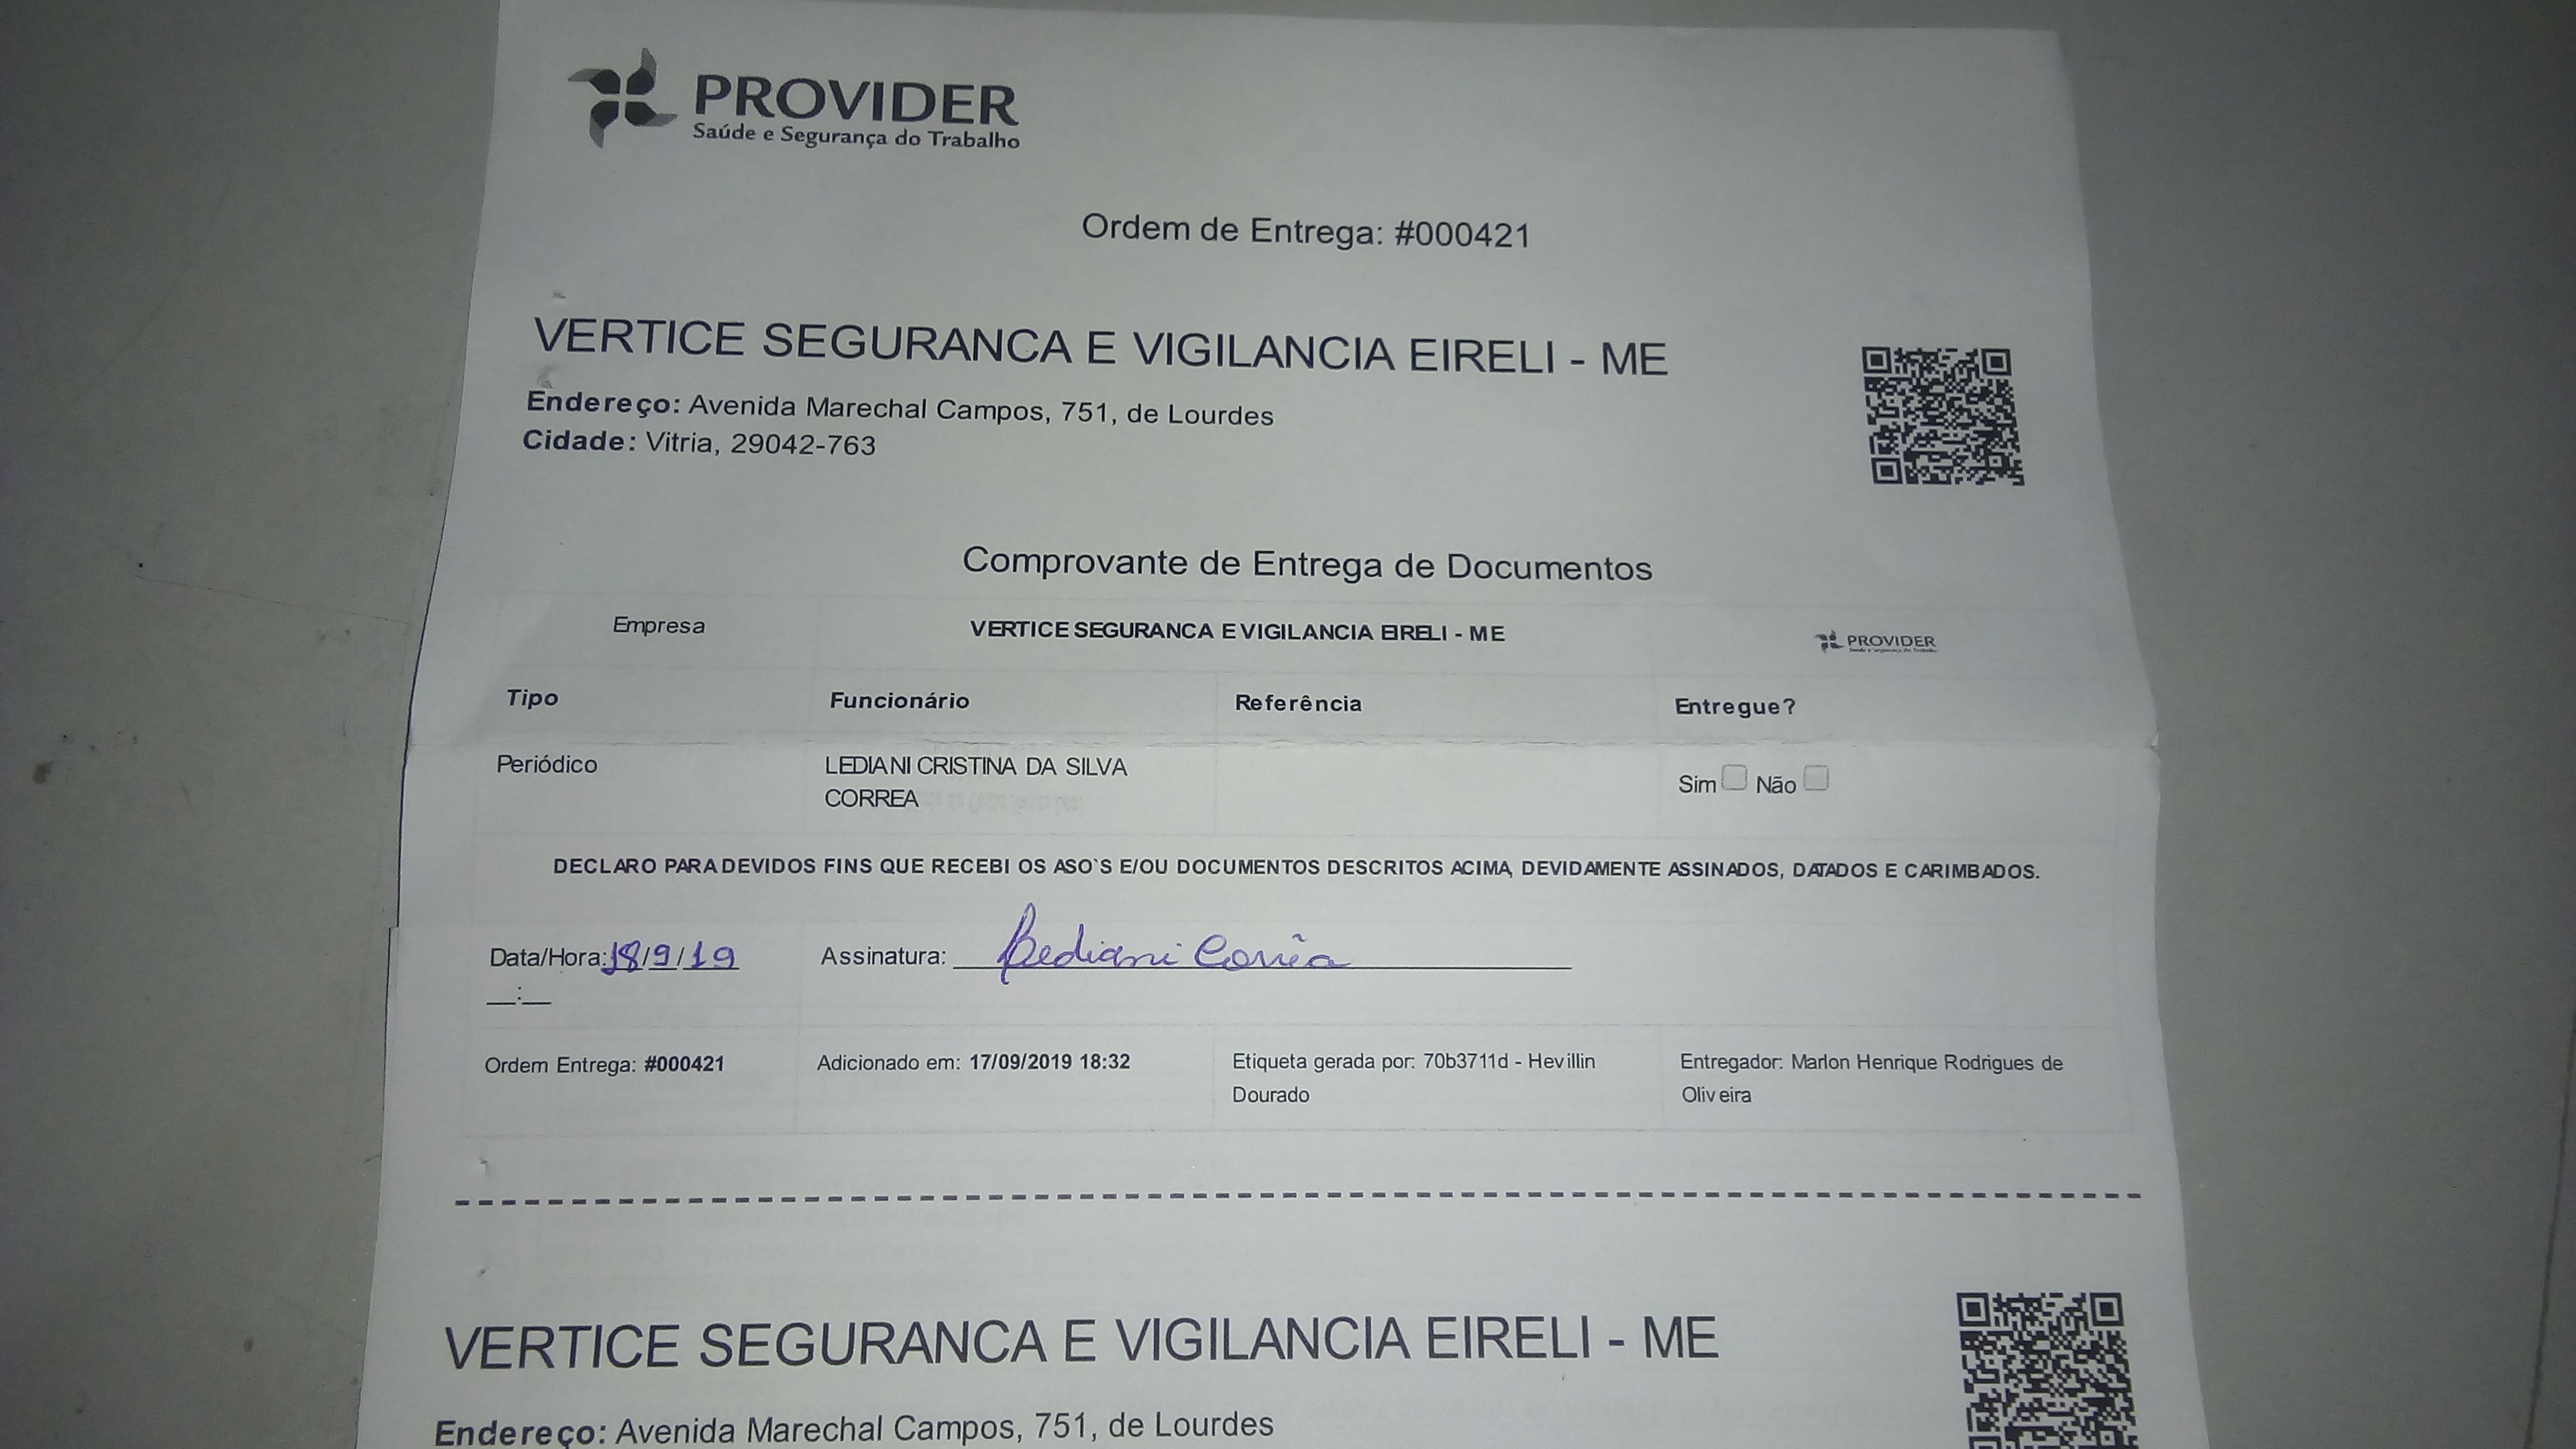 PROVIDER
Saúde e Segurança do Trabalho
Ordem de Entrega: #000421
VERTICE SEGURANCA E VIGILANCIA EIRELI - ME
Endereço: Avenida Marechal Campos, 751, de Lourdes
Cidade: Vitria, 29042-763
Comprovante de Entrega de Documentos
Empresa VERTICE SEGURANCA E VIGILANCIA EIRELI - ME PROVIDER
Saúde e Segurança do Trabalho
Tipo Funcionário Referência Entregue?
Periódico LEDIANI CRISTINA DA SILVA Sim Não
CORREA
DECLARO PARA DEVIDOS FINS QUE RECEBI OS ASO`S E/OU DOCUMENTOS DESCRITOS ACIMA, DEVIDAMENTE ASSINADOS, DATADOS E CARIMBADOS.
Data/Hora: 18/9/19 Assinatura: Lediani Corrêa
__:__
Ordem Entrega: #000421 Adicionado em: 17/09/2019 18:32 Etiqueta gerada por: 70b3711d - Hevillin Entregador: Marlon Henrique Rodrigues de
Dourado Oliveira
VERTICE SEGURANCA E VIGILANCIA EIRELI - ME
Endereço: Avenida Marechal Campos, 751, de Lourdes